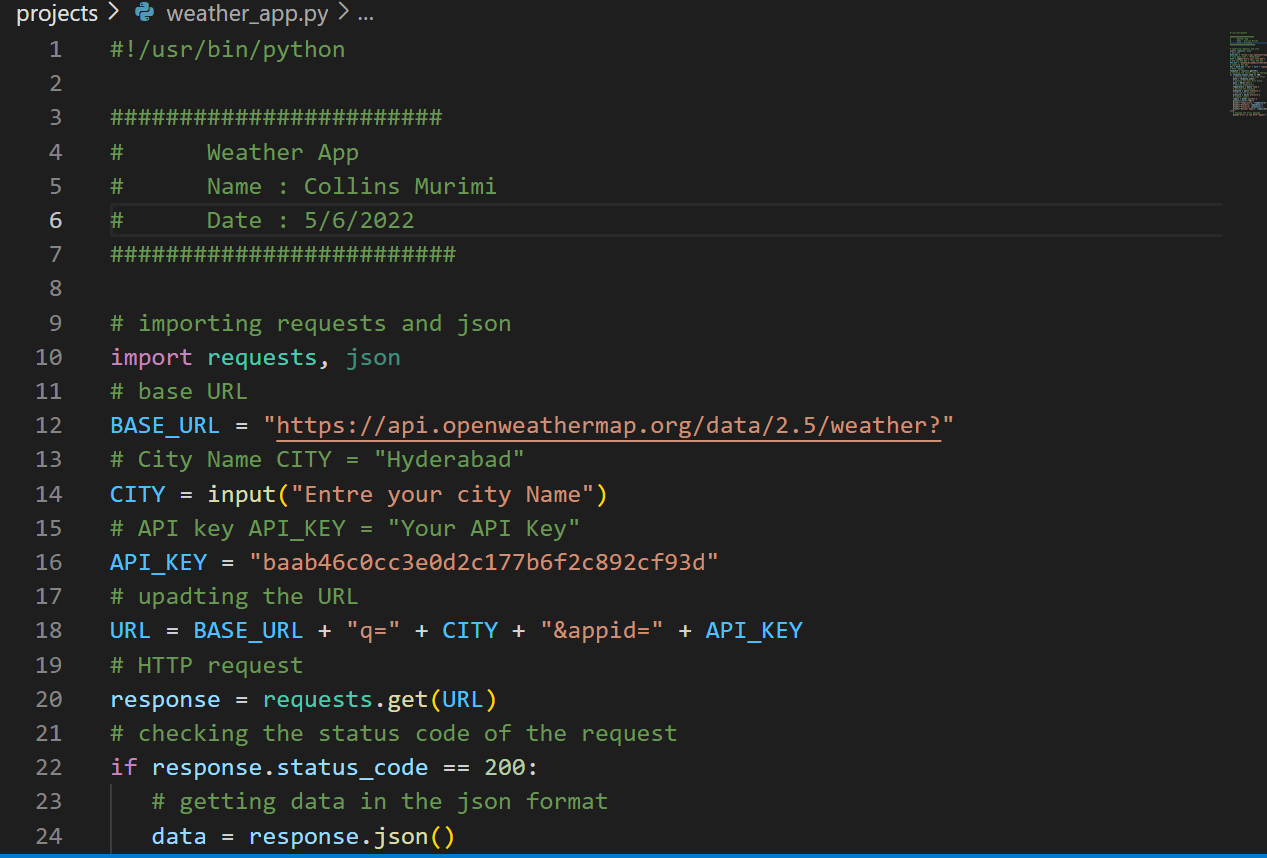 projects > weather_app.py > ...
1 #!/usr/bin/python
2
3 ########################
4 #      Weather App
5 #      Name : Collins Murimi
6 #      Date : 5/6/2022
7 #########################
8
9 # importing requests and json
10 import requests, json
11 # base URL
12 BASE_URL = "https://api.openweathermap.org/data/2.5/weather?"
13 # City Name CITY = "Hyderabad"
14 CITY = input("Entre your city Name")
15 # API key API_KEY = "Your API Key"
16 API_KEY = "baab46c0cc3e0d2c177b6f2c892cf93d"
17 # upadting the URL
18 URL = BASE_URL + "q=" + CITY + "&appid=" + API_KEY
19 # HTTP request
20 response = requests.get(URL)
21 # checking the status code of the request
22 if response.status_code == 200:
23    # getting data in the json format
24    data = response.json()